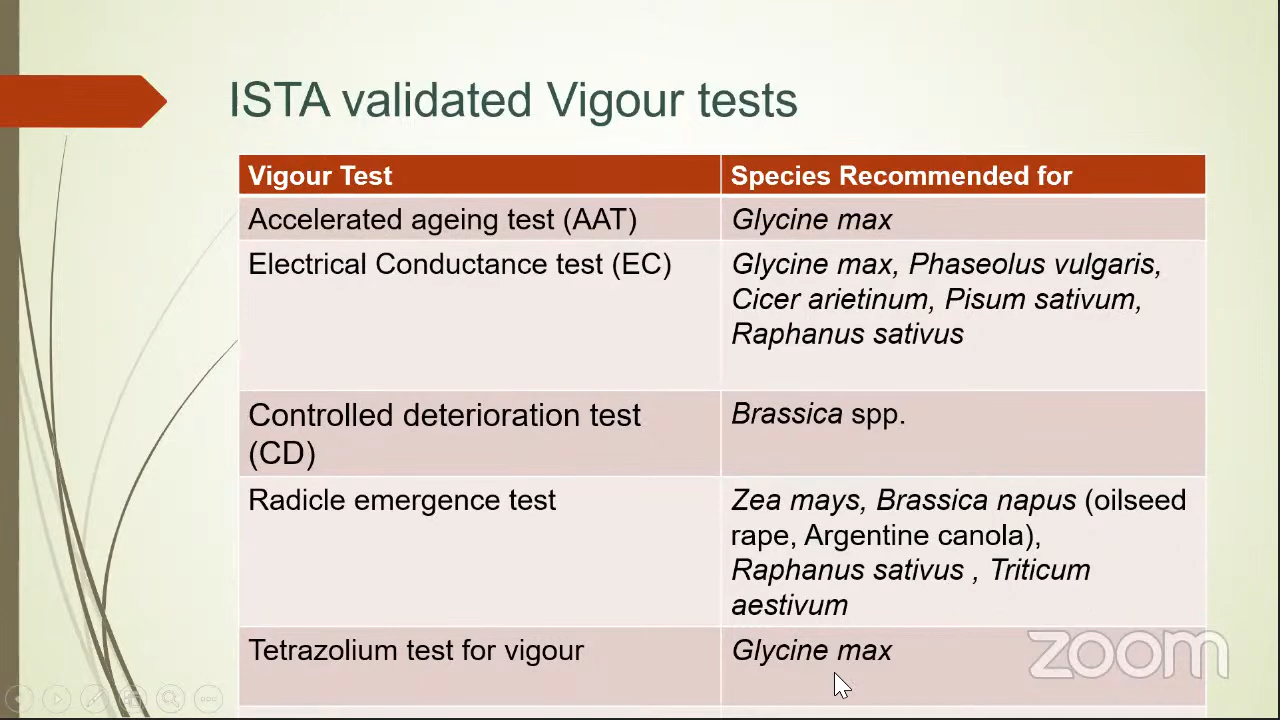 ISTA validated Vigour tests
Vigour Test
Species Recommended for
Accelerated ageing test (AAT)
Glycine max
Electrical Conductance test (EC)
Glycine max, Phaseolus vulgaris,
Cicer arietinum, Pisum sativum,
Raphanus sativus
Controlled deterioration test
(CD)
Brassica spp.
Radicle emergence test
Zea mays, Brassica napus (oilseed
rape, Argentine canola),
Raphanus sativus , Triticum
aestivum
Tetrazolium test for vigour
Glycine max
zoom